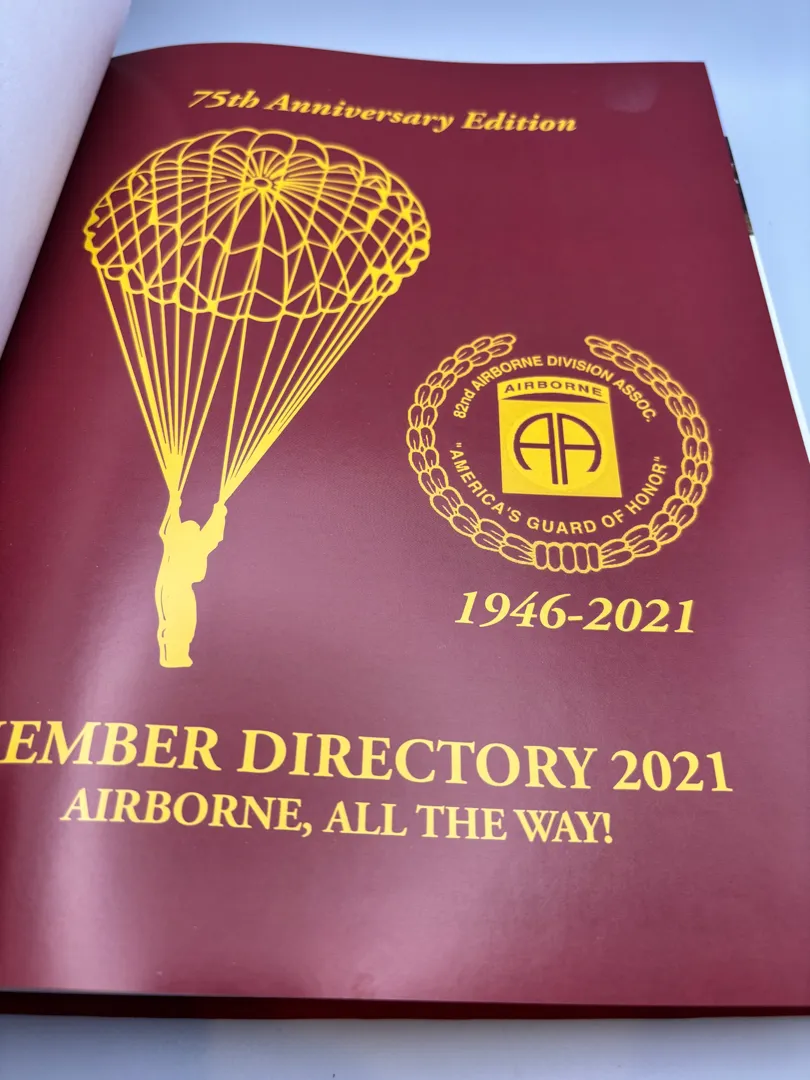 75th Anniversary Edition
82nd AIRBORNE DIVISION ASSOC.
AIRBORNE
AA
"AMERICA'S GUARD OF HONOR"
1946-2021
EMBER DIRECTORY 2021
AIRBORNE, ALL THE WAY!